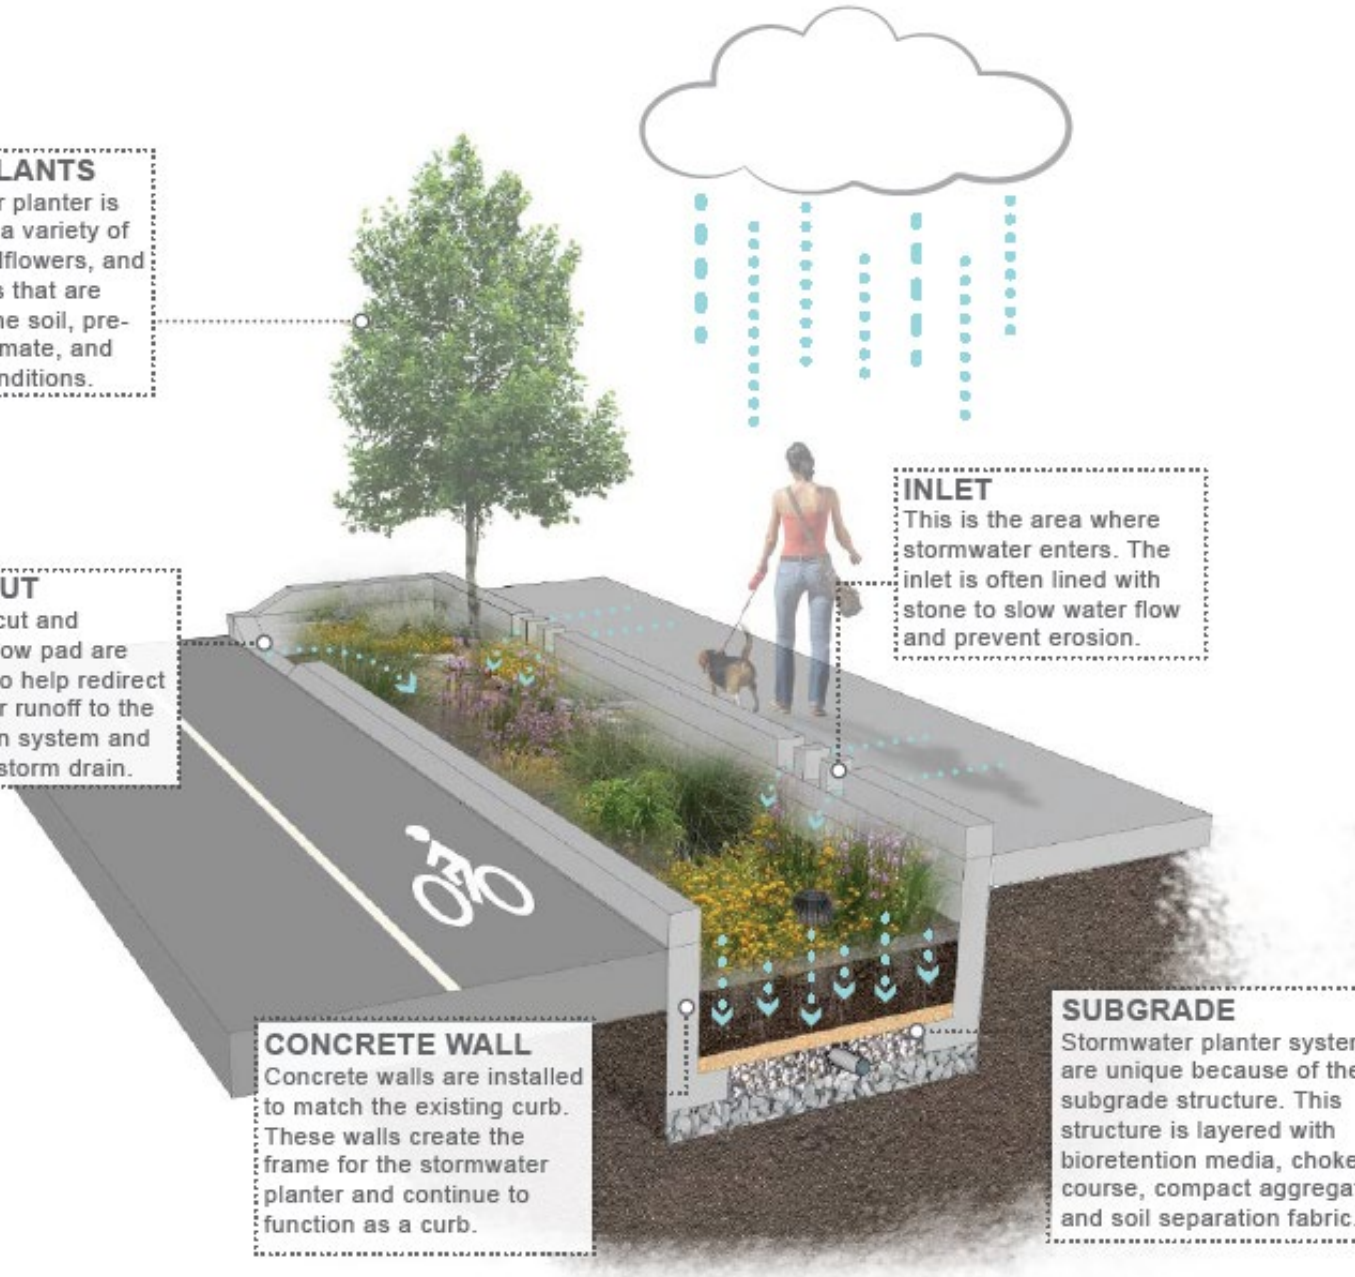 LANTS
r planter is
a variety of
lflowers, and
s that are
ne soil, pre-
mate, and
nditions.
INLET
This is the area where
stormwater enters. The
inlet is often lined with
stone to slow water flow
and prevent erosion.
UT
cut and
ow pad are
o help redirect
r runoff to the
n system and
storm drain.
CONCRETE WALL
Concrete walls are installed
to match the existing curb.
These walls create the
frame for the stormwater
planter and continue to
function as a curb.
SUBGRADE
Stormwater planter system
are unique because of the
subgrade structure. This
structure is layered with
bioretention media, choke
course, compact aggrega
and soil separation fabric.